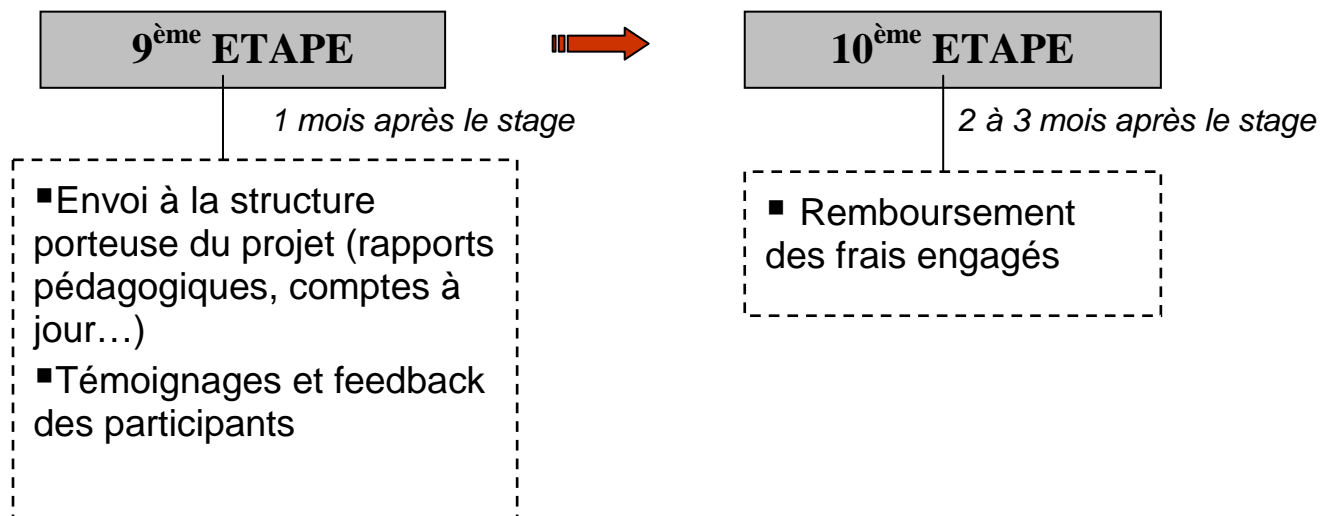 9ème ETAPE
10ème ETAPE
1 mois après le stage
2 à 3 mois après le stage
▪Envoi à la structure
porteuse du projet (rapports
pédagogiques, comptes à
jour…)
▪Témoignages et feedback
des participants
▪ Remboursement
des frais engagés